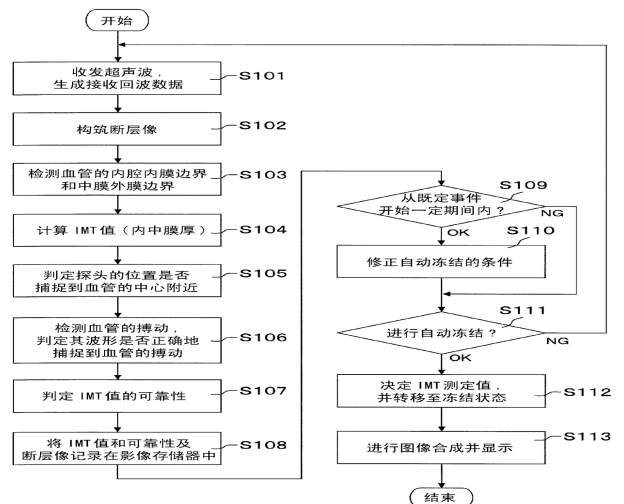 开始
收发超声波，
生成接收回波数据
S101
构筑断层像
S102
检测血管的内腔内膜边界
和中膜外膜边界
S103
计算 IMT 值（内中膜厚）
S104
判定探头的位置是否
捕捉到血管的中心附近
S105
检测血管的搏动，
判定其波形是否正确地
捕捉到血管的搏动
S106
判定 IMT 值的可靠性
S107
将 IMT 值和可靠性及
断层像记录在影像存储器中
S108
从既定事件
开始一定期间内？
S109
NG
OK
修正自动冻结的条件
S110
进行自动冻结？
S111
NG
OK
决定 IMT 测定值，
并转移至冻结状态
S112
进行图像合成并显示
S113
结束